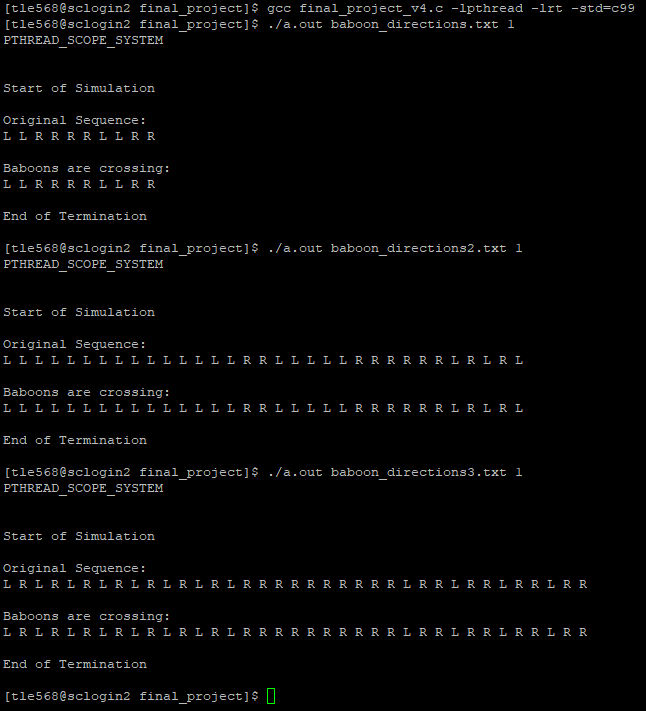 [tle568@sclogin2 final_project]$ gcc final_project_v4.c -lpthread -lrt -std=c99
[tle568@sclogin2 final_project]$ ./a.out baboon_directions.txt 1
PTHREAD_SCOPE_SYSTEM
Start of Simulation
Original Sequence:
L L R R R R L L R R
Baboons are crossing:
L L R R R R L L R R
End of Termination
[tle568@sclogin2 final_project]$ ./a.out baboon_directions2.txt 1
PTHREAD_SCOPE_SYSTEM
Start of Simulation
Original Sequence:
L L L L L L L L L L L L L L L R R L L L L L R R R R R R L R L R L
Baboons are crossing:
L L L L L L L L L L L L L L L R R L L L L L R R R R R R L R L R L
End of Termination
[tle568@sclogin2 final_project]$ ./a.out baboon_directions3.txt 1
PTHREAD_SCOPE_SYSTEM
Start of Simulation
Original Sequence:
L R L R L R L R L R L R L R L R R R R R R R R R R L R R L R R L R R L R R
Baboons are crossing:
L R L R L R L R L R L R L R L R R R R R R R R R R L R R L R R L R R L R R
End of Termination
[tle568@sclogin2 final_project]$